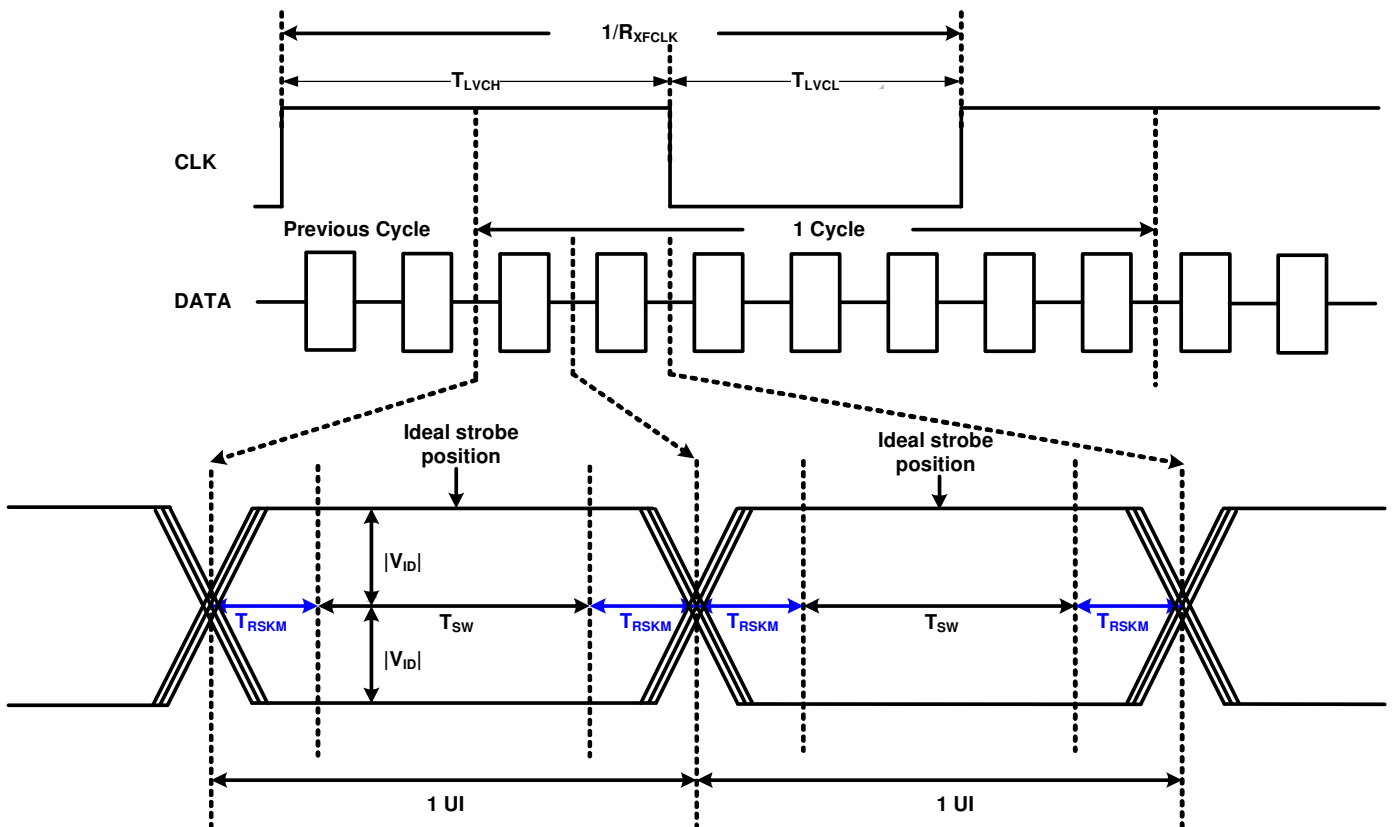 1/RXFCLK
TLVCH
TLVCL
CLK
Previous Cycle
1 Cycle
DATA
Ideal strobe
position
Ideal strobe
position
|VID|
TRSKM
TSW
TRSKM
TRSKM
TSW
TRSKM
|VID|
1 UI
1 UI